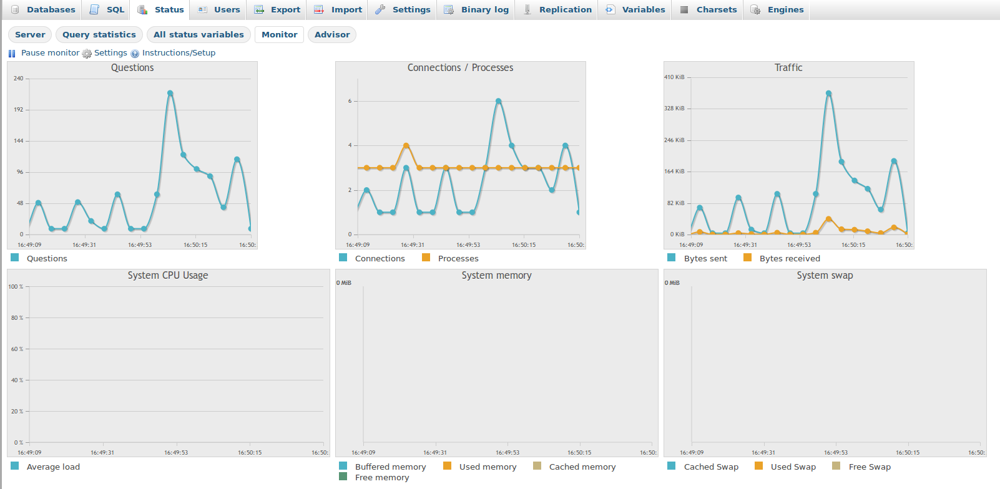 Databases SQL Status Users Export Import Settings Binary log Replication Variables Charsets Engines
Server Query statistics All status variables Monitor Advisor
Pause monitor Settings Instructions/Setup
Questions
240
192
144
96
48
0
16:49:09 16:49:31 16:49:53 16:50:15 16:50:
Questions
Connections / Processes
6
4
2
0
16:49:09 16:49:31 16:49:53 16:50:15 16:50:
Connections Processes
Traffic
410 KiB
328 KiB
246 KiB
164 KiB
82 KiB
0 KiB
16:49:09 16:49:31 16:49:53 16:50:15 16:50:
Bytes sent Bytes received
System CPU Usage
100 %
80 %
60 %
40 %
20 %
0 %
16:49:09 16:49:31 16:49:53 16:50:15 16:50:
Average load
System memory
0 MiB
16:49:09 16:49:31 16:49:53 16:50:15 16:50:
Buffered memory Used memory Cached memory
Free memory
System swap
0 MiB
16:49:09 16:49:31 16:49:53 16:50:15 16:50:
Cached Swap Used Swap Free Swap